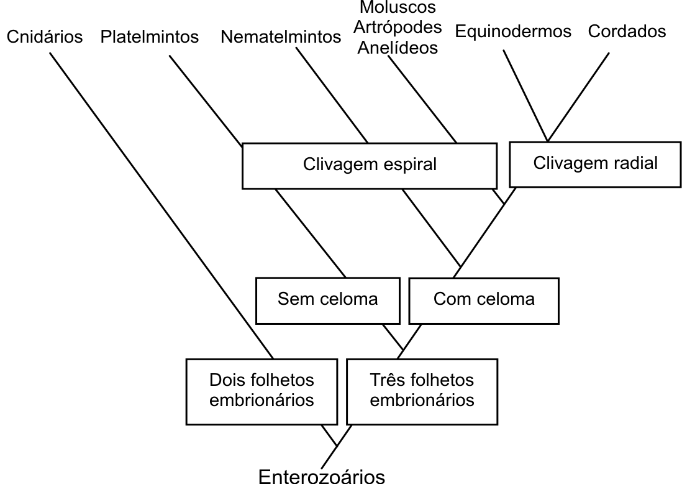 Cnidários
Platelmintos
Nematelmintos
Moluscos
Artrópodes
Anelídeos
Equinodermos
Cordados
Clivagem espiral
Clivagem radial
Sem celoma
Com celoma
Dois folhetos
embrionários
Três folhetos
embrionários
Enterozoários